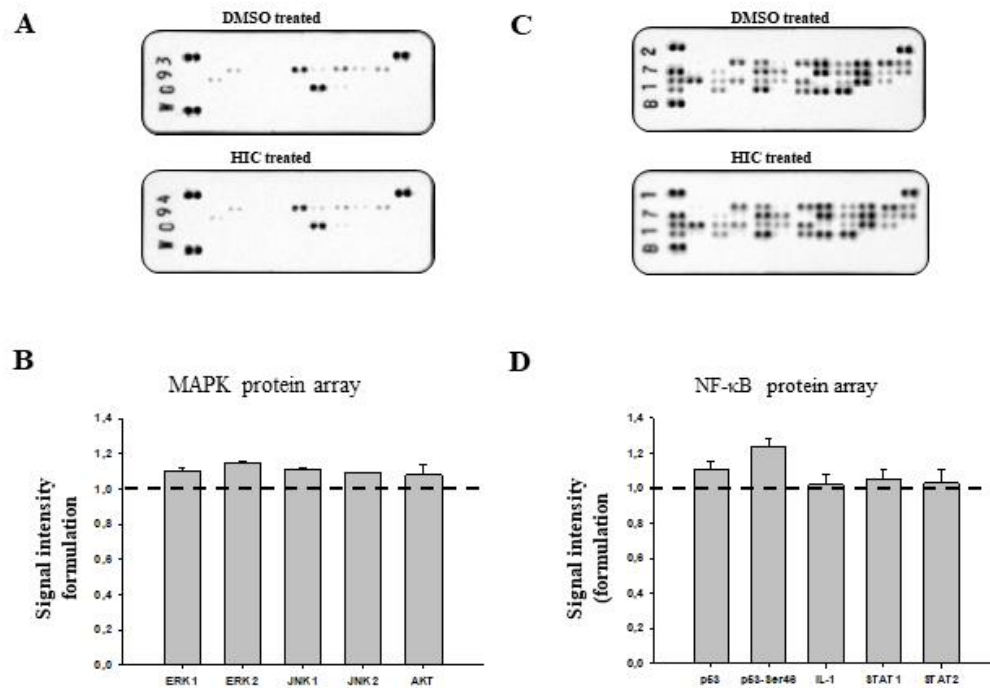 A
DMSO treated
W093
HIC treated
W094
B
MAPK protein array
1,4
1,2
1,0
0,8
0,6
0,4
0,2
0,0
Signal intensity
formulation
ERK1 ERK2 JNK1 JNK2 AKT
C
DMSO treated
8172
HIC treated
8171
D
NF-κB protein array
1,4
1,2
1,0
0,8
0,6
0,4
0,2
0,0
Signal intensity
(formulation
p53 p53-Ser46 IL-1 STAT1 STAT2